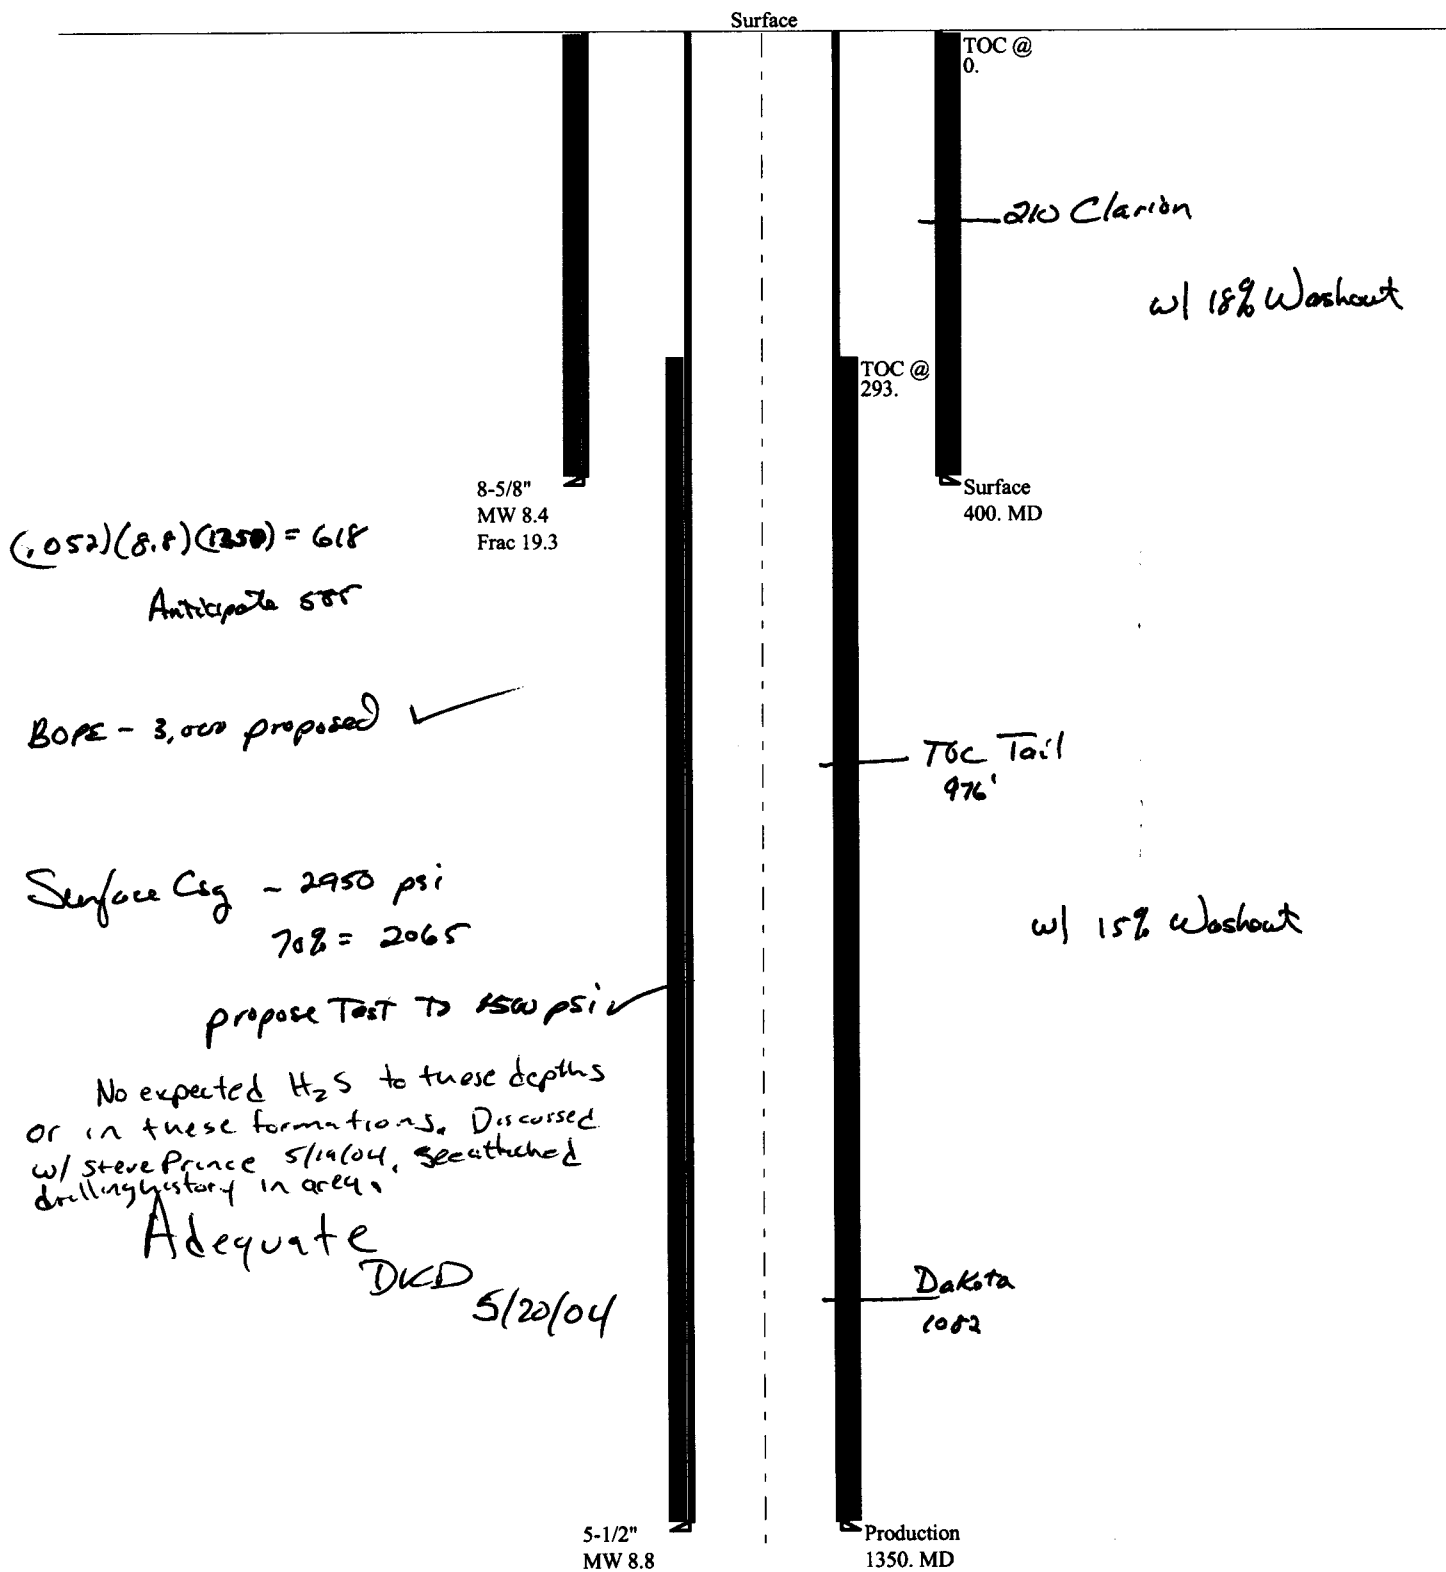 Surface
TOC @
0.
210 Clarion
w/ 18% Washout
TOC @
293.
8-5/8"
MW 8.4
Frac 19.3
Surface
400. MD
(.052)(8.8)(1350) = 618
Anticipate 585
BOPE - 3,000 proposed ✓
TOC Tail
976'
Surface Csg - 2950 psi
70% = 2065
w/ 15% Washout
propose Test To 1500 psi ✓
No expected H2S to these depths
or in these formations. Discussed
w/ Steve Prince 5/19/04, see attached
drilling history in area.
Adequate
DKD
5/20/04
Dakota
1082
5-1/2"
MW 8.8
Production
1350. MD